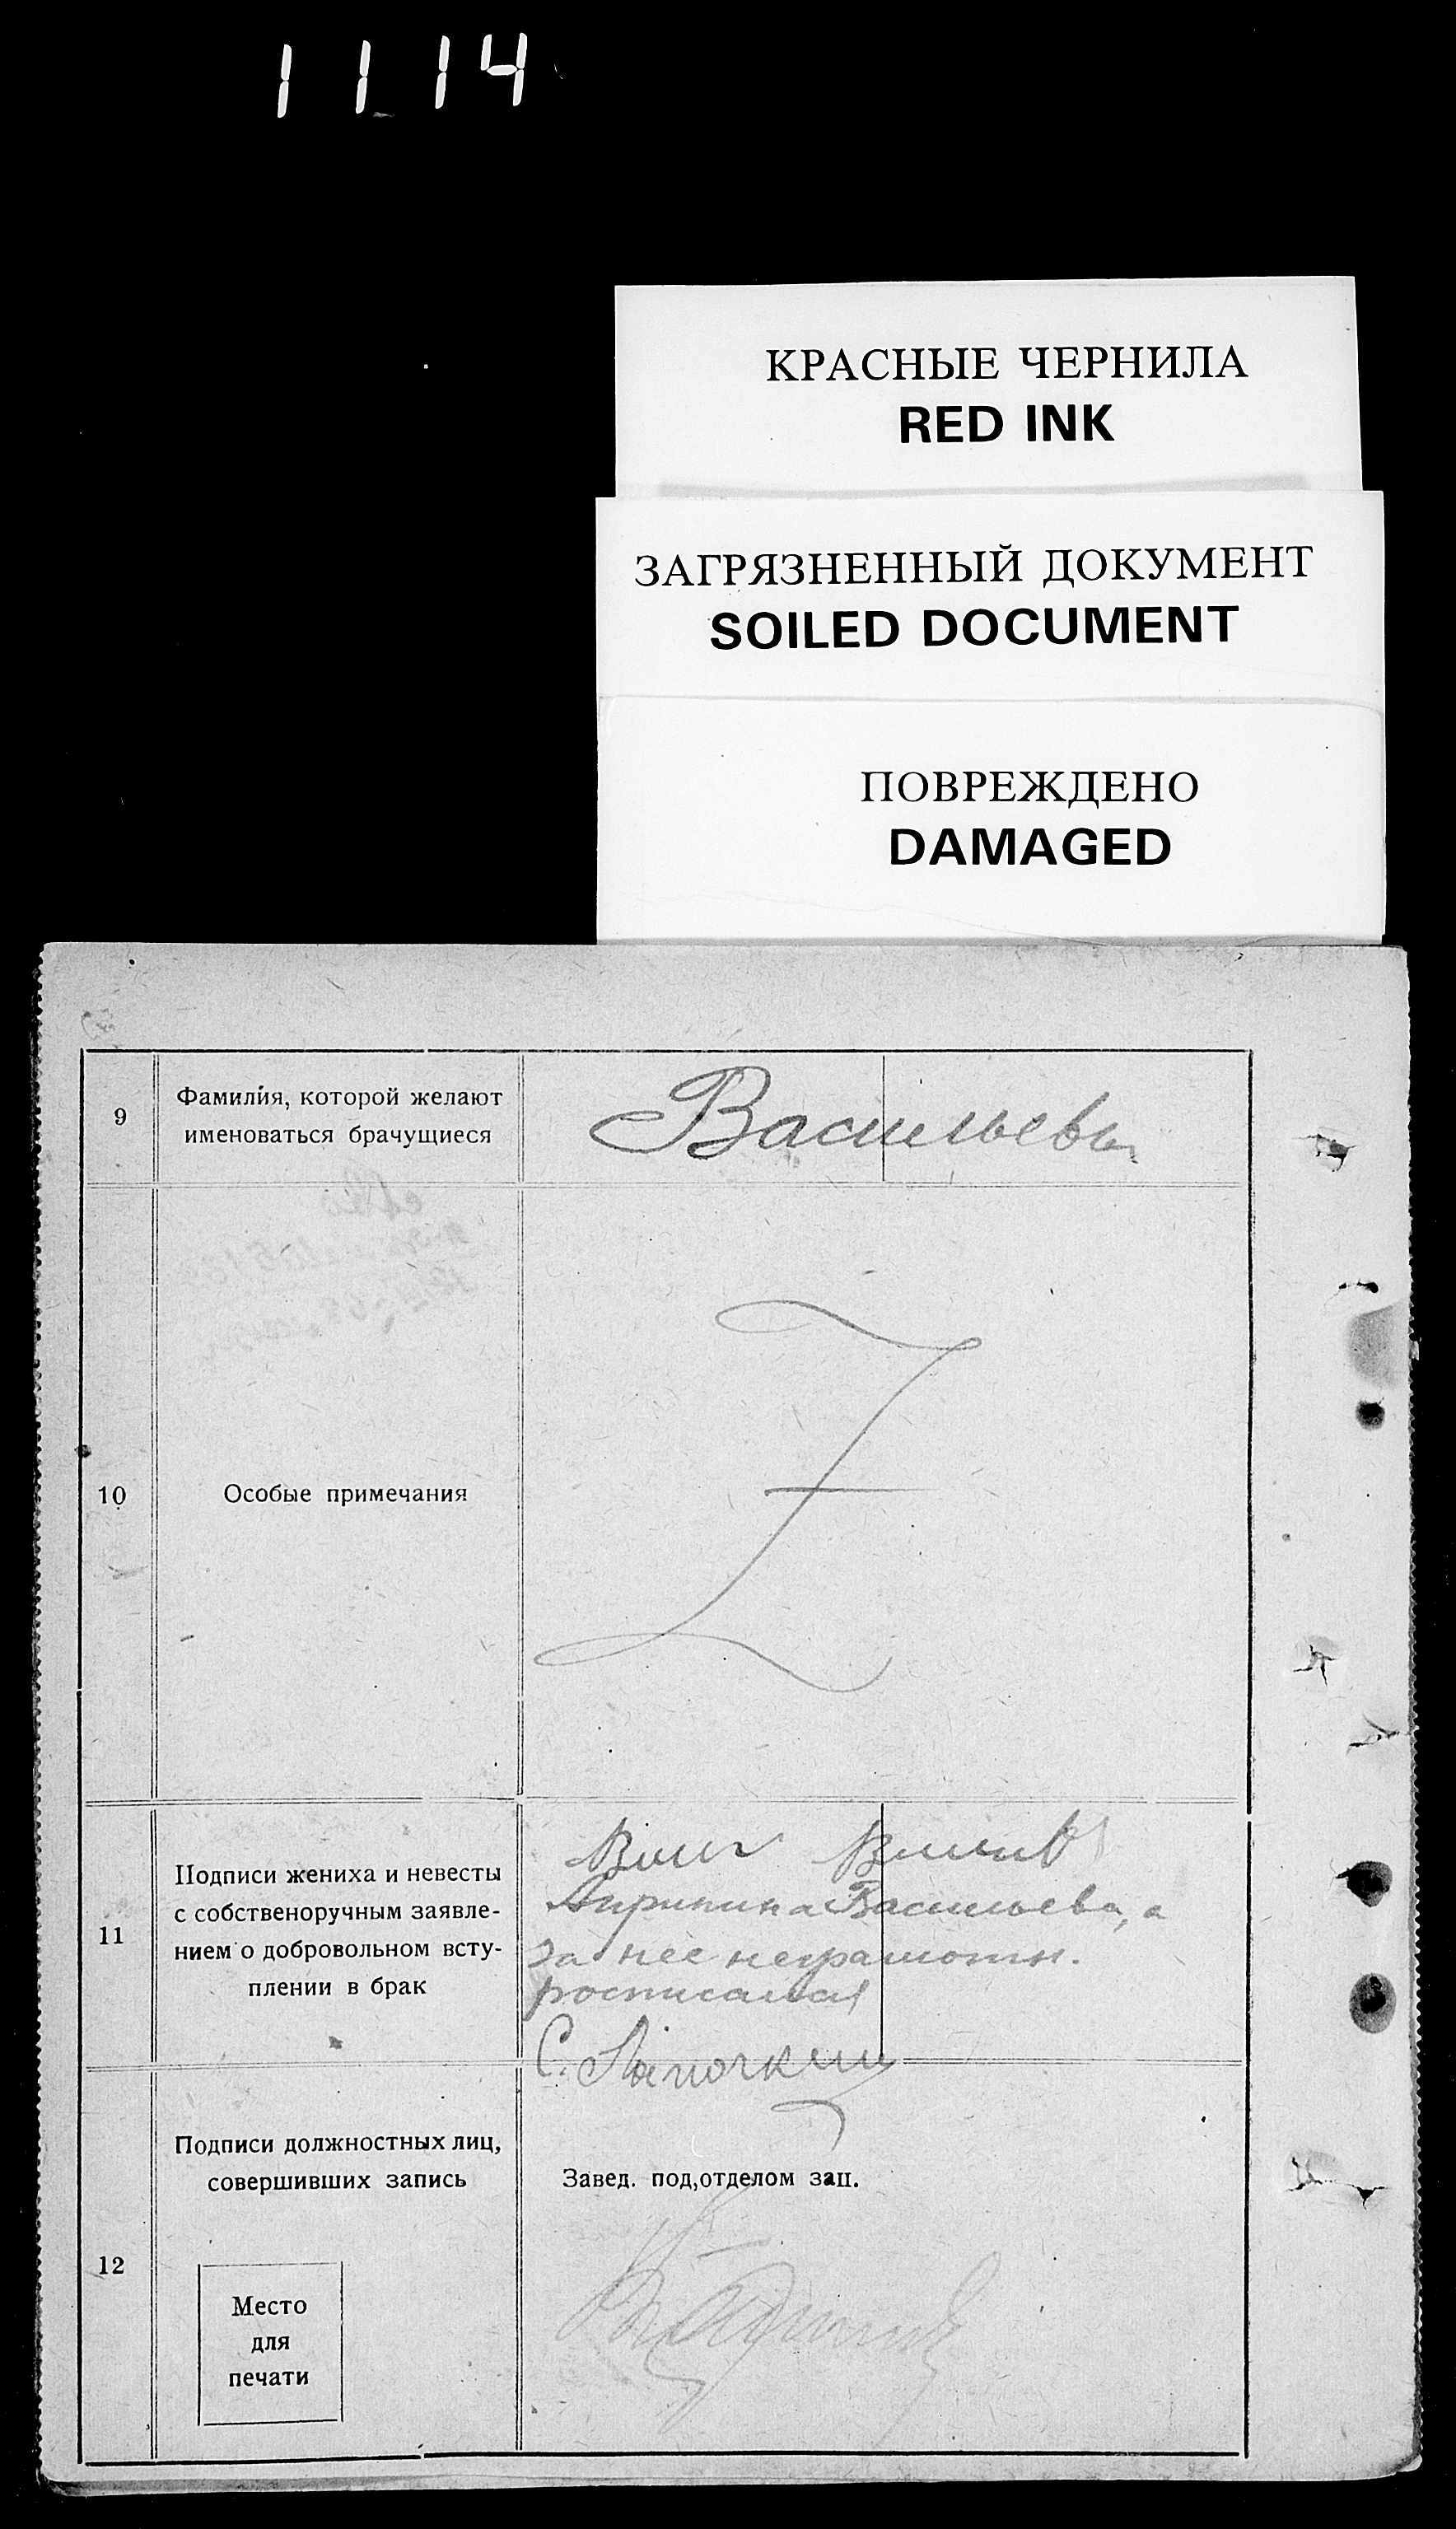 1114
КРАСНЫЕ ЧЕРНИЛА
RED INK
ЗАГРЯЗНЕННЫЙ ДОКУМЕНТ
SOILED DOCUMENT
ПОВРЕЖДЕНО
DAMAGED
9
Фамилия, которой желают
именоваться брачущиеся
Васильевы
10
Особые примечания
11
Подписи жениха и невесты
с собственоручным заявле-
нием о добровольном всту-
плении в брак
Васильева, а
за нее неграмотн.
росписался
С.
12
Подписи должностных лиц,
совершивших запись
Место
для
печати
Завед. под,отделом зап.